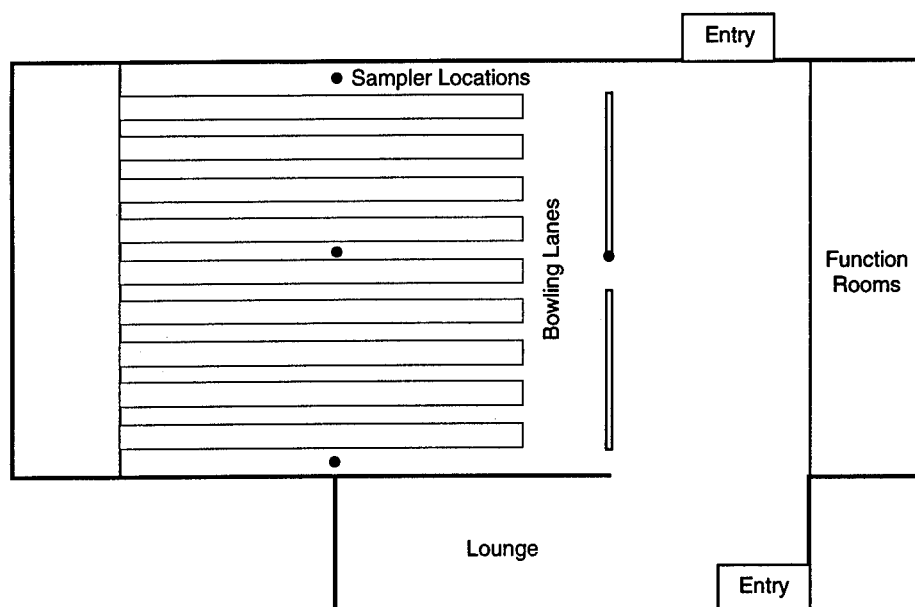 Entry
Sampler Locations
Bowling Lanes
Function
Rooms
Lounge
Entry